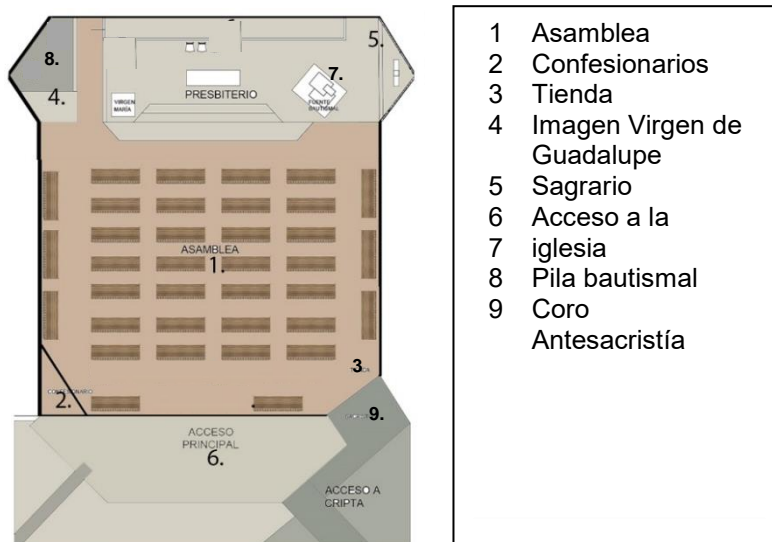 5.
8.
7.
4.
VIRGEN
MARÍA
PRESBITERIO
FUENTE
BAUTISMAL
ASAMBLEA
1.
3
2.
9.
ACCESO
PRINCIPAL
6.
ACCESO A
CRIPTA
1 Asamblea
2 Confesionarios
3 Tienda
4 Imagen Virgen de
Guadalupe
5 Sagrario
6 Acceso a la
7 iglesia
8 Pila bautismal
9 Coro
Antesacristía